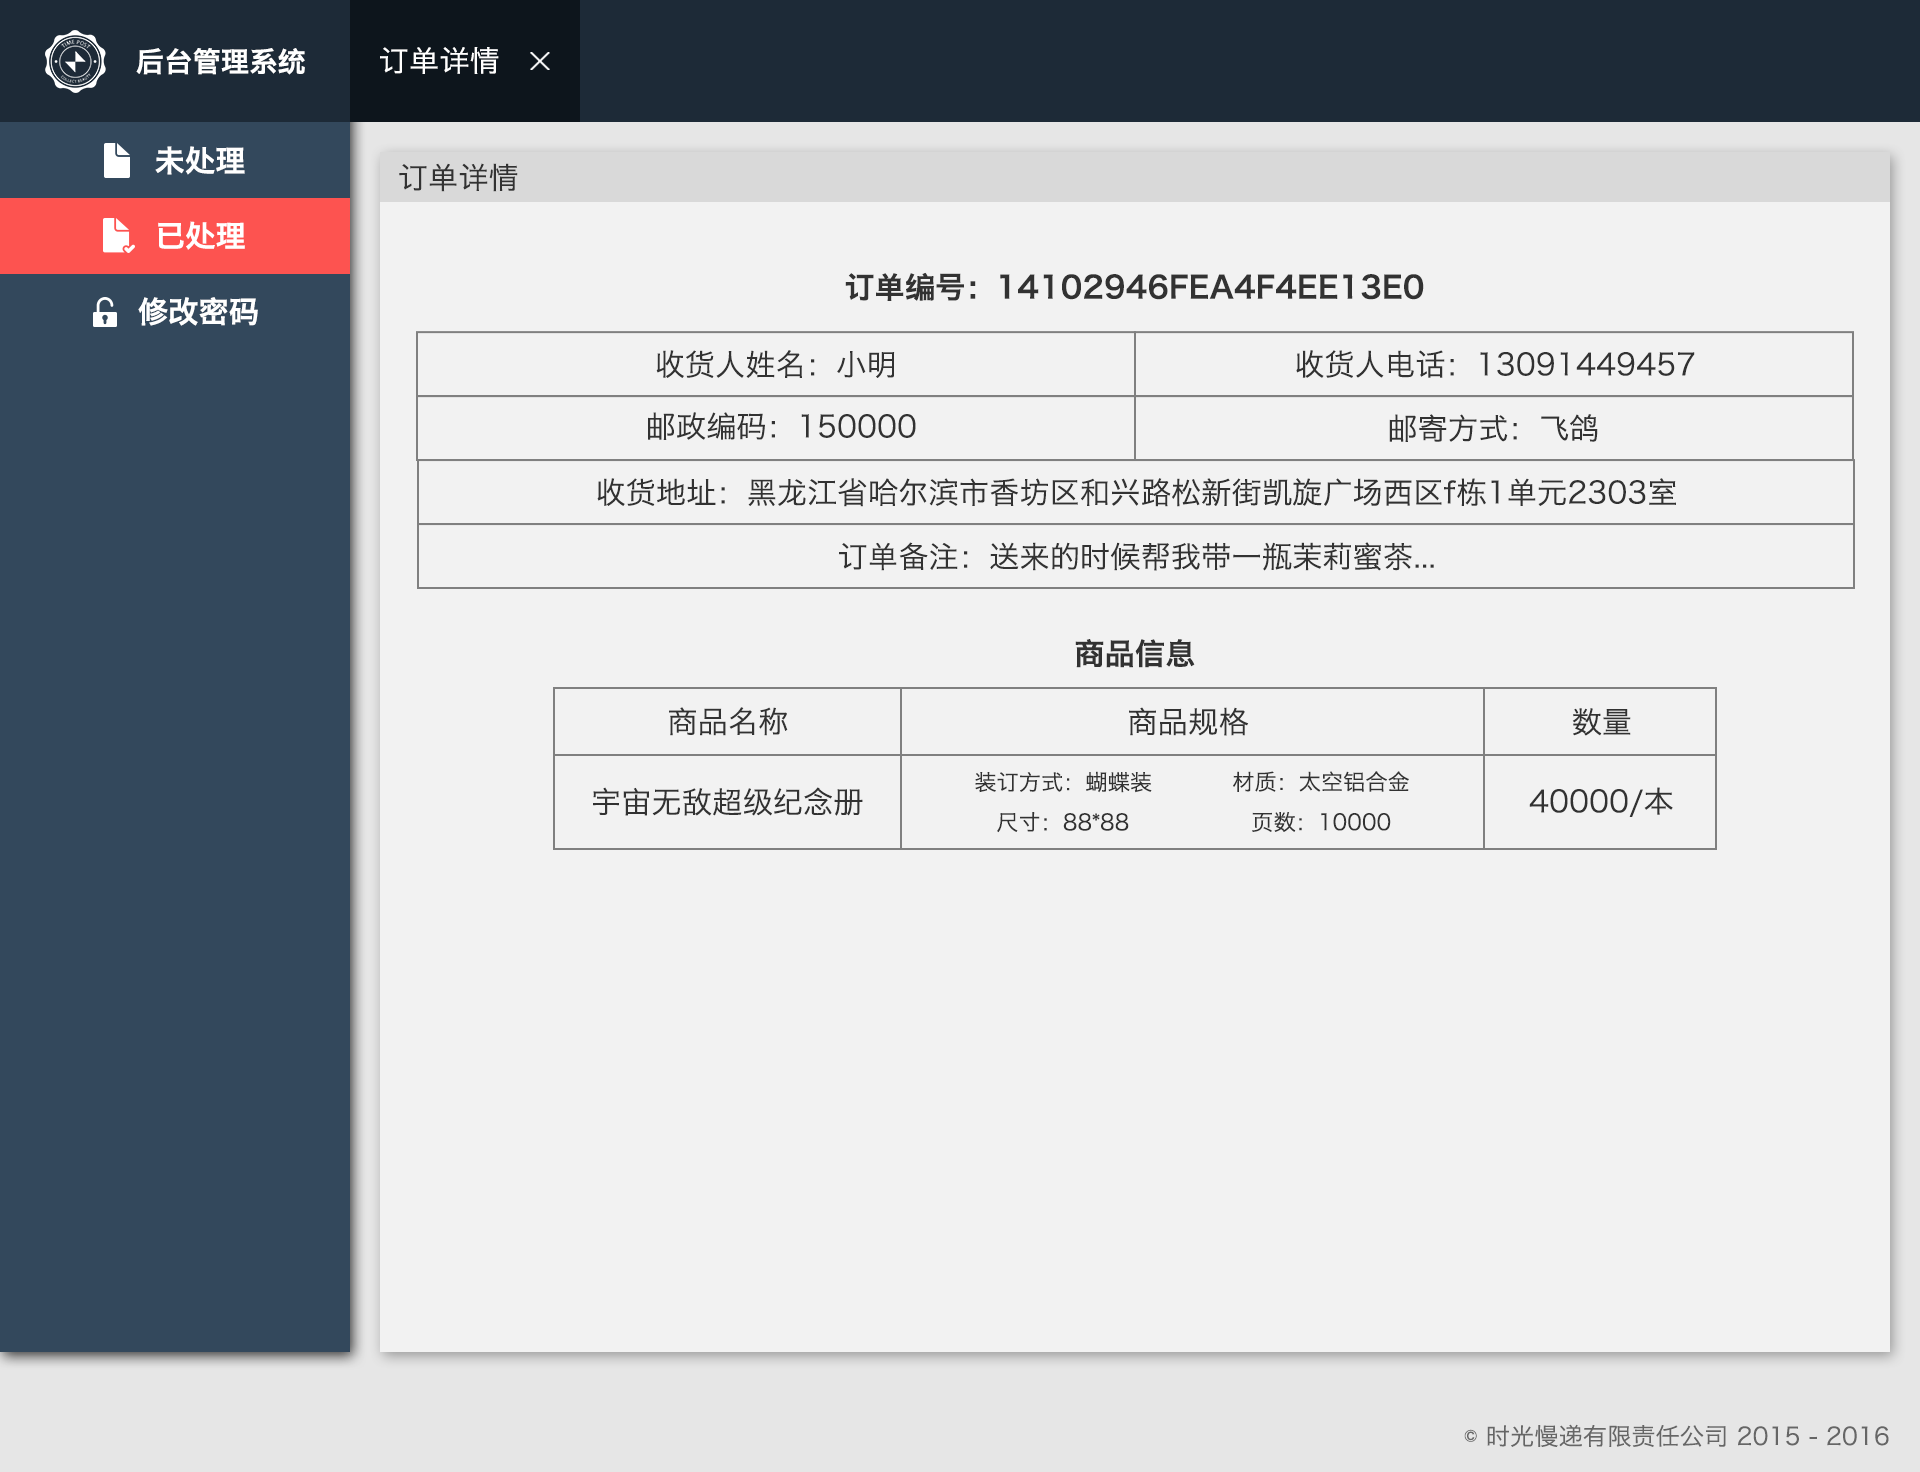 后台管理系统
订单详情
未处理
已处理
修改密码
订单详情
订单编号：14102946FEA4F4EE13E0
收货人姓名：小明
收货人电话：13091449457
邮政编码：150000
邮寄方式：飞鸽
收货地址：黑龙江省哈尔滨市香坊区和兴路松新街凯旋广场西区f栋1单元2303室
订单备注：送来的时候帮我带一瓶茉莉蜜茶...
商品信息
商品名称
商品规格
数量
宇宙无敌超级纪念册
装订方式：蝴蝶装
材质：太空铝合金
尺寸：88*88
页数：10000
40000/本
© 时光慢递有限责任公司 2015 - 2016